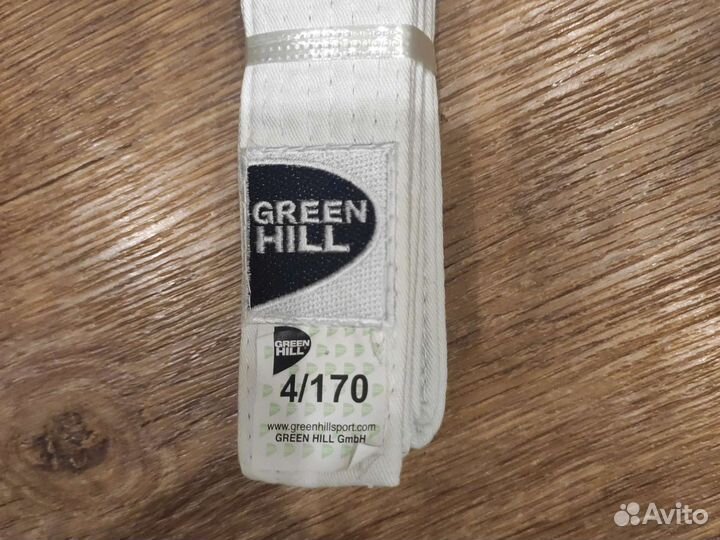 GREEN
HILL
GREEN
HILL
4/170
www.greenhillsport.com
GREEN HILL GmbH
Avito